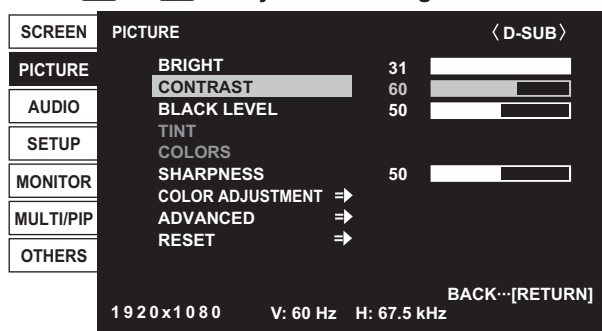 SCREEN
PICTURE
AUDIO
SETUP
MONITOR
MULTI/PIP
OTHERS
PICTURE 〈D-SUB〉
BRIGHT 31
CONTRAST 60
BLACK LEVEL 50
TINT
COLORS
SHARPNESS 50
COLOR ADJUSTMENT ⇒
ADVANCED ⇒
RESET ⇒
BACK···[RETURN]
1920x1080 V: 60 Hz H: 67.5 kHz